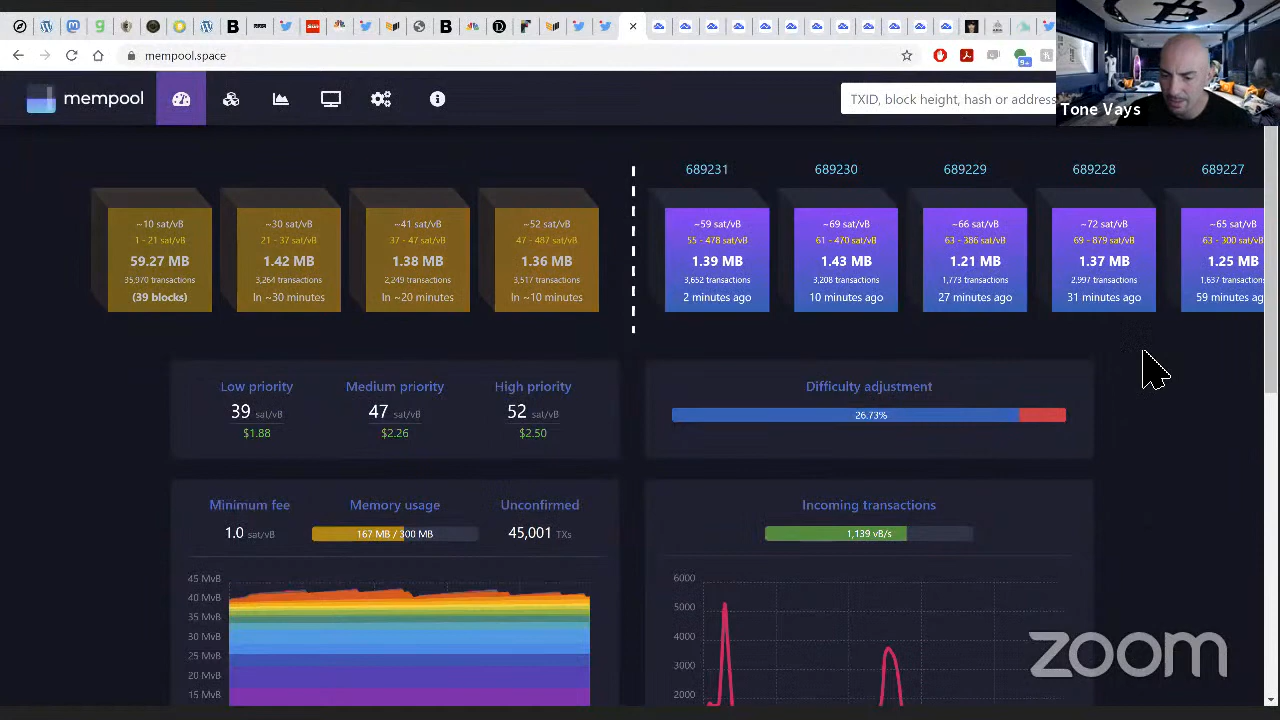 mempool.space
Tone Vays
mempool
TXID, block height, hash or address
689231
689230
689229
689228
689227
~10 sat/vB
1 - 21 sat/vB
59.27 MB
35,970 transactions
(39 blocks)
~30 sat/vB
21 - 37 sat/vB
1.42 MB
3,264 transactions
In ~30 minutes
~41 sat/vB
37 - 47 sat/vB
1.38 MB
2,249 transactions
In ~20 minutes
~52 sat/vB
47 - 487 sat/vB
1.36 MB
3,517 transactions
In ~10 minutes
~59 sat/vB
55 - 478 sat/vB
1.39 MB
3,652 transactions
2 minutes ago
~69 sat/vB
61 - 470 sat/vB
1.43 MB
3,208 transactions
10 minutes ago
~66 sat/vB
63 - 386 sat/vB
1.21 MB
1,773 transactions
27 minutes ago
~72 sat/vB
69 - 879 sat/vB
1.37 MB
2,997 transactions
31 minutes ago
~65 sat/vB
63 - 300 sat/vB
1.25 MB
1,637 transactions
59 minutes ago
Low priority
Medium priority
High priority
39 sat/vB
47 sat/vB
52 sat/vB
$1.88
$2.26
$2.50
Difficulty adjustment
26.73%
Minimum fee
Memory usage
Unconfirmed
1.0 sat/vB
167 MB / 300 MB
45,001 TXs
Incoming transactions
1,139 vB/s
45 MvB
40 MvB
35 MvB
30 MvB
25 MvB
20 MvB
15 MvB
6000
5000
4000
3000
2000
zoom